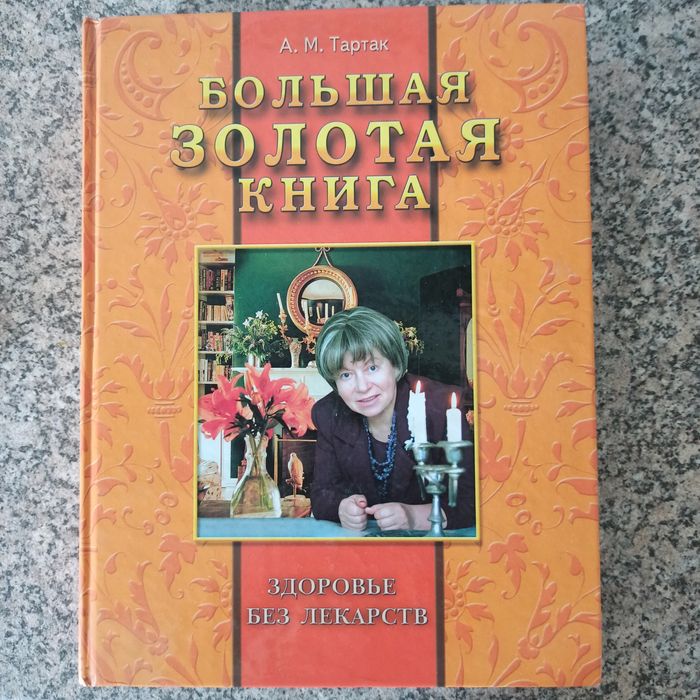 А. М. Тартак
БОЛЬШАЯ
ЗОЛОТАЯ
КНИГА
ЗДОРОВЬЕ
БЕЗ ЛЕКАРСТВ